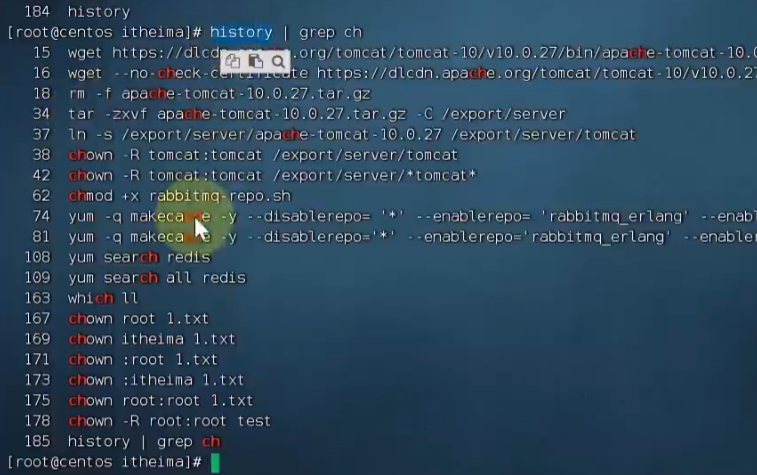 184 history
[root@centos itheima]# history | grep ch
15 wget https://dlcdn. .org/tomcat/tomcat-10/v10.0.27/bin/apache-tomcat-10.0
16 wget --no-check-certificate https://dlcdn.apache.org/tomcat/tomcat-10/v10.0.27
18 rm -f apache-tomcat-10.0.27.tar.gz
34 tar -zxvf apache-tomcat-10.0.27.tar.gz -C /export/server
37 ln -s /export/server/apache-tomcat-10.0.27 /export/server/tomcat
38 chown -R tomcat:tomcat /export/server/tomcat
42 chown -R tomcat:tomcat /export/server/*tomcat*
62 chmod +x rabbitmq-repo.sh
74 yum -q makecache -y --disablerepo= '*' --enablerepo= 'rabbitmq_erlang' --enabl
81 yum -q makecache -y --disablerepo='*' --enablerepo='rabbitmq_erlang' --enable
108 yum search redis
109 yum search all redis
163 which ll
167 chown root 1.txt
169 chown itheima 1.txt
171 chown :root 1.txt
173 chown :itheima 1.txt
175 chown root:root 1.txt
178 chown -R root:root test
185 history | grep ch
[root@centos itheima]#